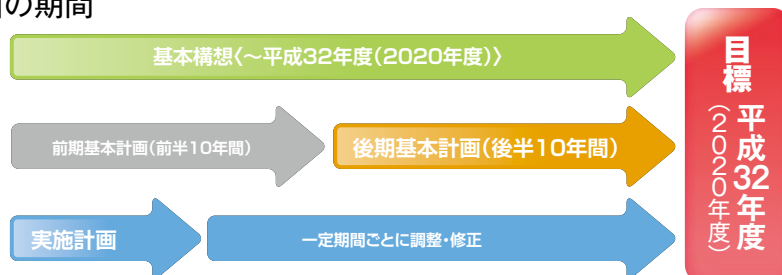 の期間
基本構想〈～平成32年度(2020年度)〉
前期基本計画(前半10年間)
後期基本計画(後半10年間)
実施計画
一定期間ごとに調整・修正
目標
平成32年度
（2020年度）